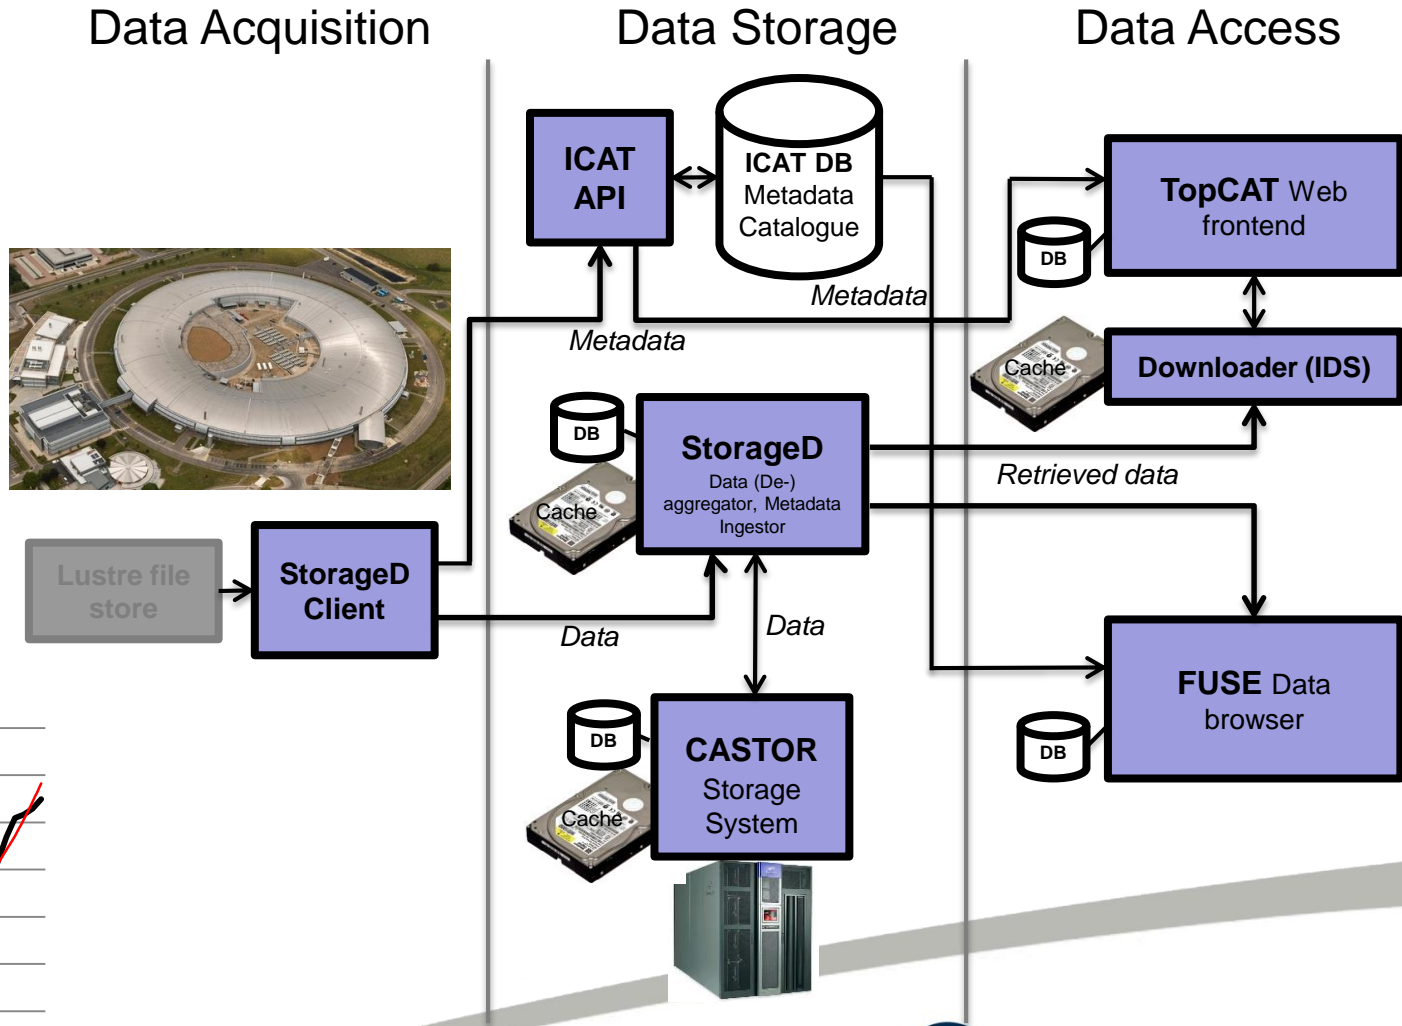 Data Acquisition
Data Storage
Data Access
ICAT
API
ICAT DB
Metadata
Catalogue
TopCAT Web
frontend
DB
Metadata
Metadata
Cache
Downloader (IDS)
DB
StorageD
Data (De-)
aggregator, Metadata
Ingestor
Cache
Retrieved data
Lustre file
store
StorageD
Client
Data
Data
FUSE Data
browser
DB
DB
CASTOR
Storage
System
Cache